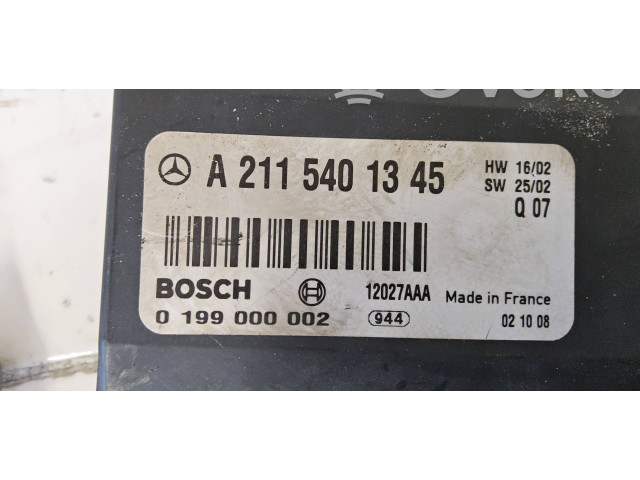 A 211 540 13 45
HW 16/02
SW 25/02
Q 07
BOSCH 12027AAA Made in France
0 199 000 002 944 02 10 08